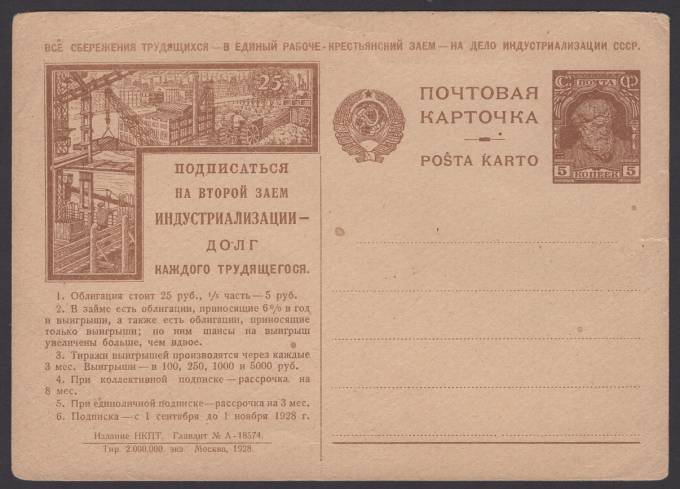 ВСЕ СБЕРЕЖЕНИЯ ТРУДЯЩИХСЯ — В ЕДИНЫЙ РАБОЧЕ-КРЕСТЬЯНСКИЙ ЗАЕМ — НА ДЕЛО ИНДУСТРИАЛИЗАЦИИ СССР.
25
ПОДПИСАТЬСЯ
НА ВТОРОЙ ЗАЕМ
ИНДУСТРИАЛИЗАЦИИ —
ДОЛГ
КАЖДОГО ТРУДЯЩЕГОСЯ.
1. Облигация стоит 25 руб., 1/5 часть — 5 руб.
2. В займе есть облигации, приносящие 6% в год
и выигрыши, а также есть облигации, приносящие
только выигрыши; по ним шансы на выигрыш
увеличены больше, чем вдвое.
3. Тиражи выигрышей производятся через каждые
3 мес. Выигрыши — в 100, 250, 1000 и 5000 руб.
4. При коллективной подписке — рассрочка на
8 мес.
5. При единоличной подписке — рассрочка на 3 мес.
6. Подписка — с 1 сентября до 1 ноября 1928 г.
Издание НКПТ. Главлит № А-18574.
Тир. 2.000.000. экз. Москва, 1928.
ПОЧТОВАЯ
КАРТОЧКА
POŜTA KARTO
ПОЧТА
5 КОПЕЕК 5